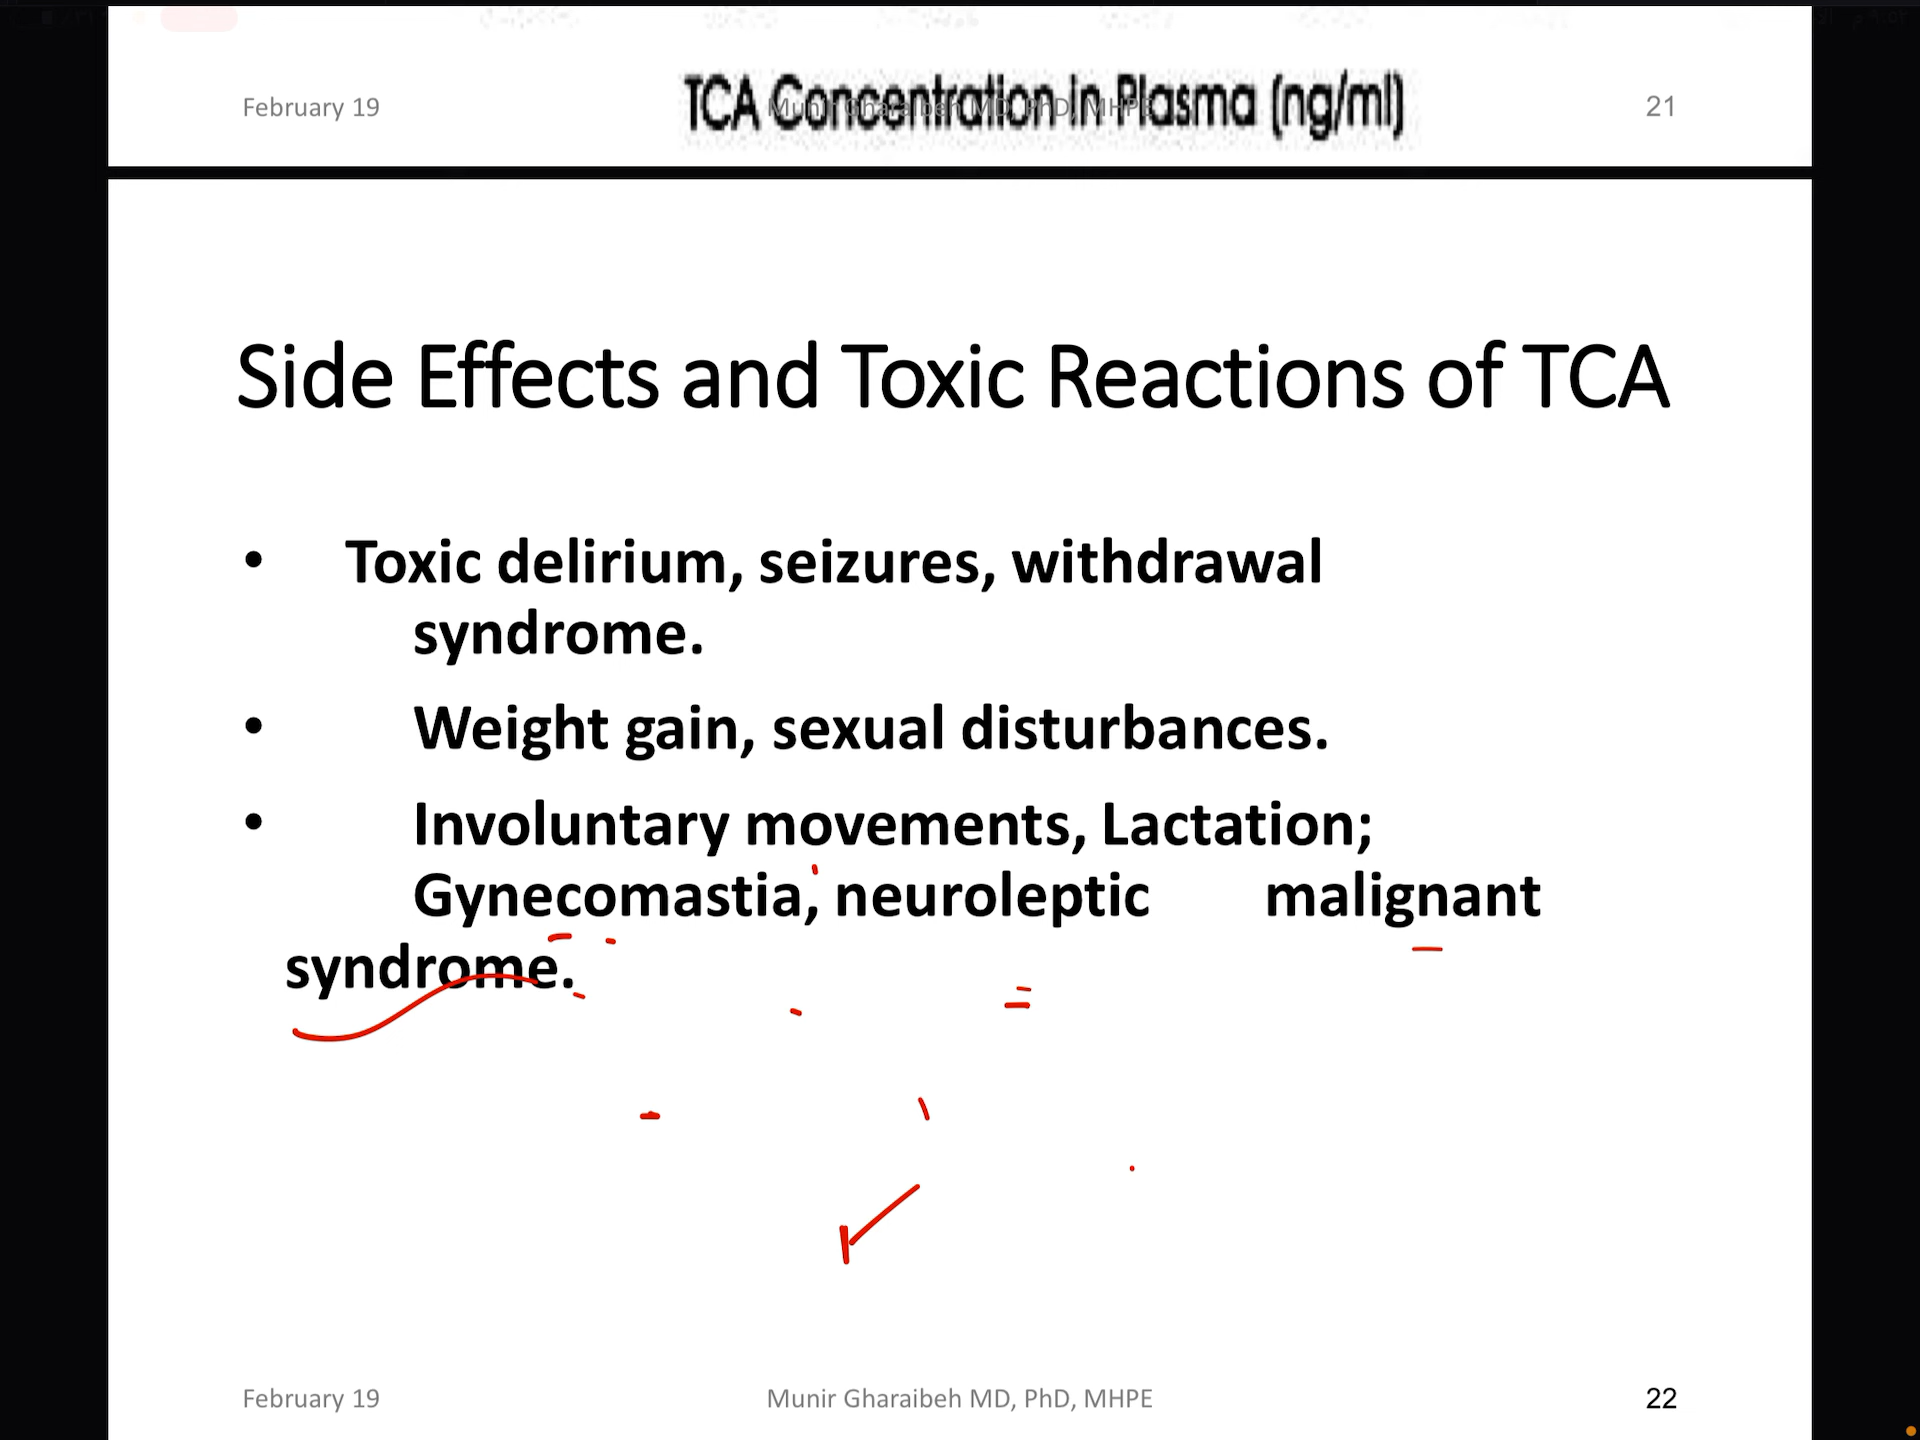 TCA Concentration in Plasma (ng/ml)
February 19
Munir Gharaibeh MD, PhD, MHPE
21
Side Effects and Toxic Reactions of TCA
• Toxic delirium, seizures, withdrawal
syndrome.
• Weight gain, sexual disturbances.
• Involuntary movements, Lactation;
Gynecomastia, neuroleptic malignant
syndrome.
February 19
Munir Gharaibeh MD, PhD, MHPE
22